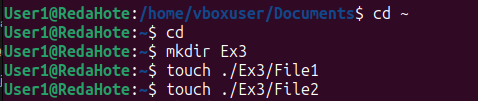 User1@RedaHote:/home/vboxuser/Documents$ cd ~
User1@RedaHote:~$ cd
User1@RedaHote:~$ mkdir Ex3
User1@RedaHote:~$ touch ./Ex3/File1
User1@RedaHote:~$ touch ./Ex3/File2